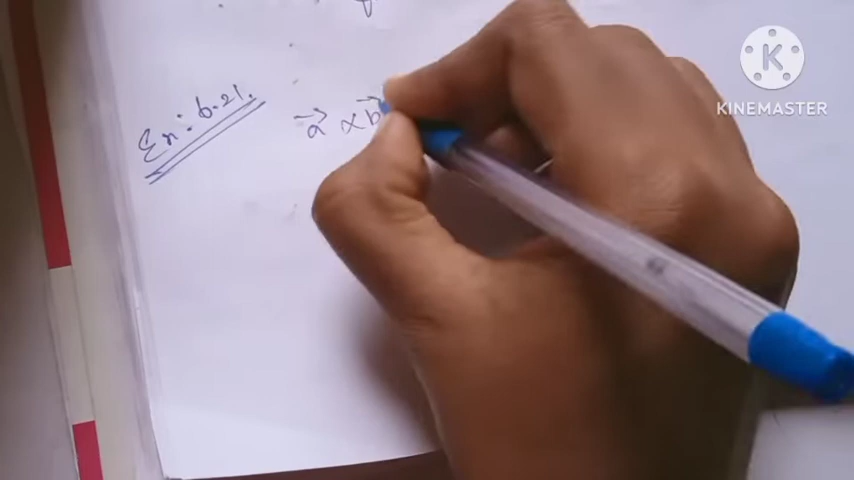 Ex: 6.21.
a⃗ × b⃗
K
KINEMASTER